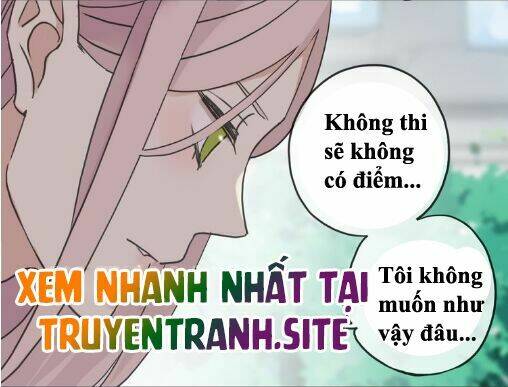 Không thi
sẽ không
có điểm...
Tôi không
muốn như
vậy đâu...
XEM NHANH NHẤT TẠI
TRUYENTRANH.SITE